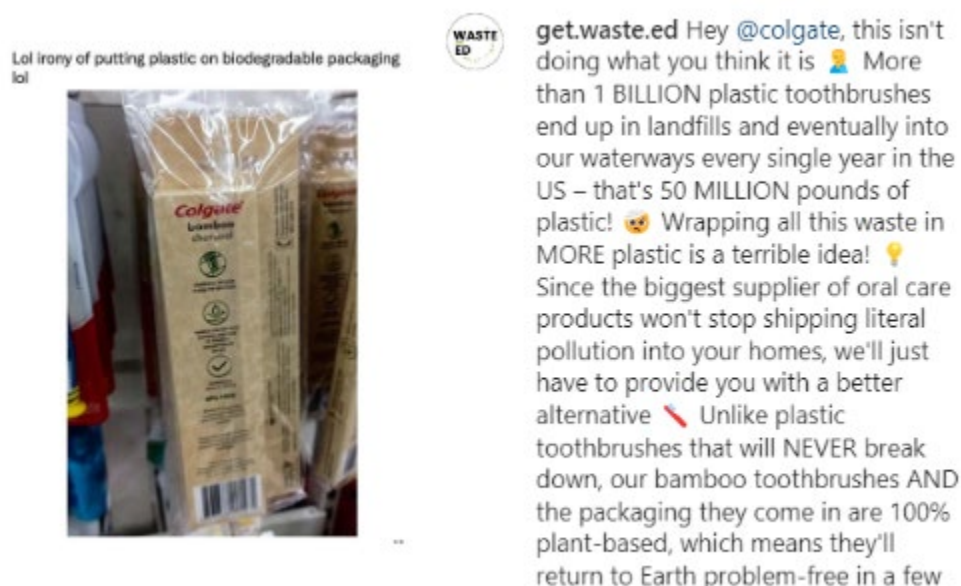 Lol irony of putting plastic on biodegradable packaging
lol
Colgate
bamboo
charcoal
BPA FREE
WASTE
ED
get.waste.ed Hey @colgate, this isn't
doing what you think it is 🤦‍♂️ More
than 1 BILLION plastic toothbrushes
end up in landfills and eventually into
our waterways every single year in the
US – that's 50 MILLION pounds of
plastic! 🤕 Wrapping all this waste in
MORE plastic is a terrible idea! 💡
Since the biggest supplier of oral care
products won't stop shipping literal
pollution into your homes, we'll just
have to provide you with a better
alternative 🪥 Unlike plastic
toothbrushes that will NEVER break
down, our bamboo toothbrushes AND
the packaging they come in are 100%
plant-based, which means they'll
return to Earth problem-free in a few